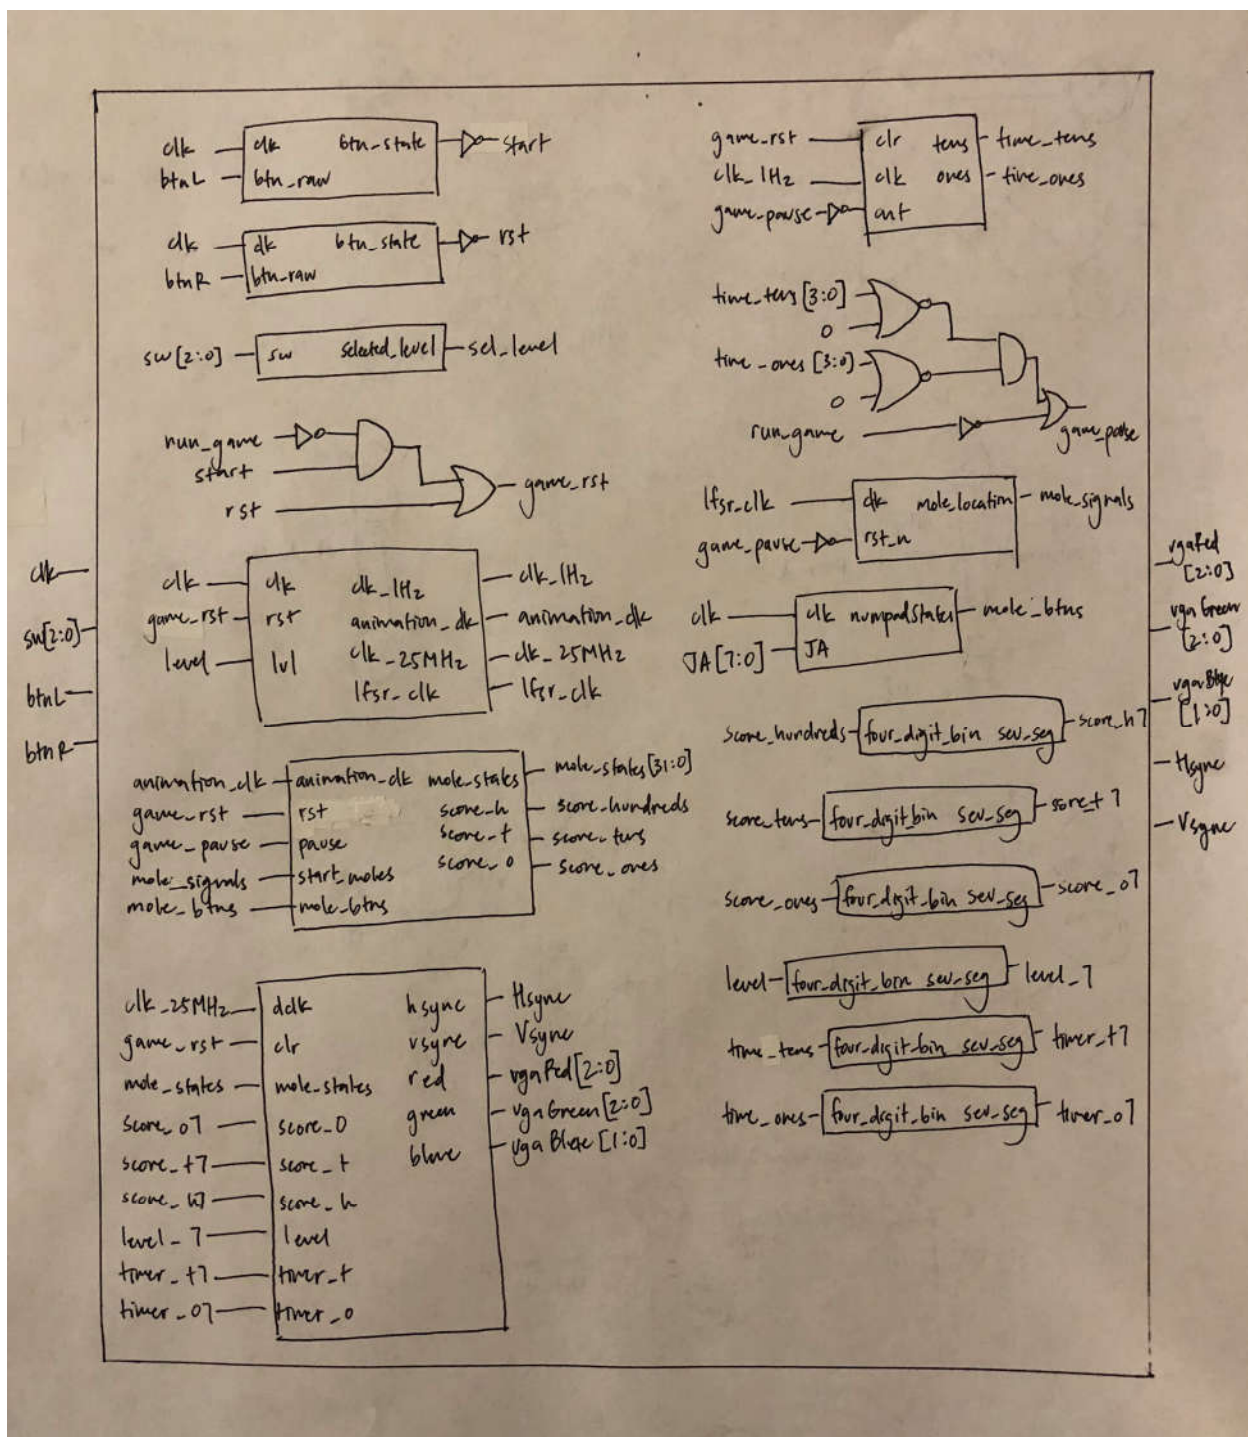 clk
sw[2:0]
btnL
btnR
clk clk btn_state start
btnL btn_raw
clk clk btn_state rst
btnR btn_raw
sw[2:0] sw selected_level sel_level
run_game
start
rst
game_rst
clk clk clk_1Hz clk_1Hz
game_rst rst animation_clk animation_clk
level lvl clk_25MHz clk_25MHz
lfsr_clk lfsr_clk
animation_clk animation_clk mole_states mole_states[31:0]
game_rst rst score_h score_hundreds
game_pause pause score_t score_tens
mole_signals start_moles score_o score_ones
mole_btns mole_btns
clk_25MHz dclk hsync Hsync
game_rst clr vsync Vsync
mole_states mole_states red vgaRed[2:0]
score_o7 score_o green vgaGreen[2:0]
score_t7 score_t blue vgaBlue[1:0]
score_h7 score_h
level_7 level
timer_t7 timer_t
timer_o7 timer_o
game_rst clr tens time_tens
clk_1Hz clk ones time_ones
game_pause cnt
time_tens[3:0]
0
time_ones[3:0]
0
run_game
game_pause
lfsr_clk clk mole_location mole_signals
game_pause rst_n
clk clk numpadStates mole_btns
JA[7:0] JA
score_hundreds four_digit_bin sev_seg score_h7
score_tens four_digit_bin sev_seg score_t7
score_ones four_digit_bin sev_seg score_o7
level four_digit_bin sev_seg level_7
time_tens four_digit_bin sev_seg timer_t7
time_ones four_digit_bin sev_seg timer_o7
vgaRed
[2:0]
vgaGreen
[2:0]
vgaBlue
[1:0]
Hsync
Vsync